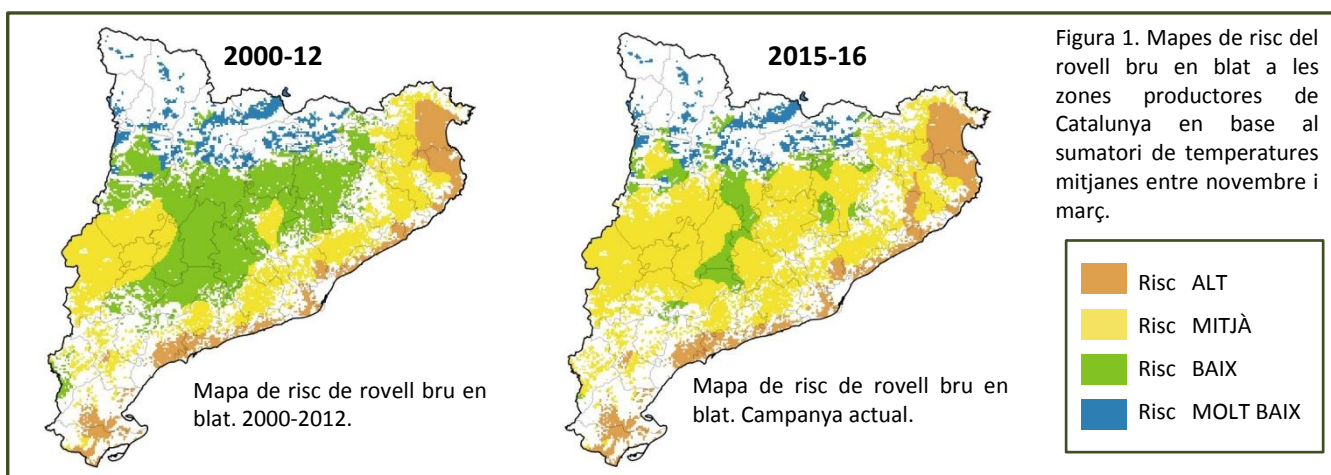 2000-12
2015-16
Figura 1. Mapes de risc del
rovell bru en blat a les
zones productores de
Catalunya en base al
sumatori de temperatures
mitjanes entre novembre i
març.
Risc ALT
Risc MITJÀ
Risc BAIX
Risc MOLT BAIX
Mapa de risc de rovell bru en
blat. 2000-2012.
Mapa de risc de rovell bru en
blat. Campanya actual.